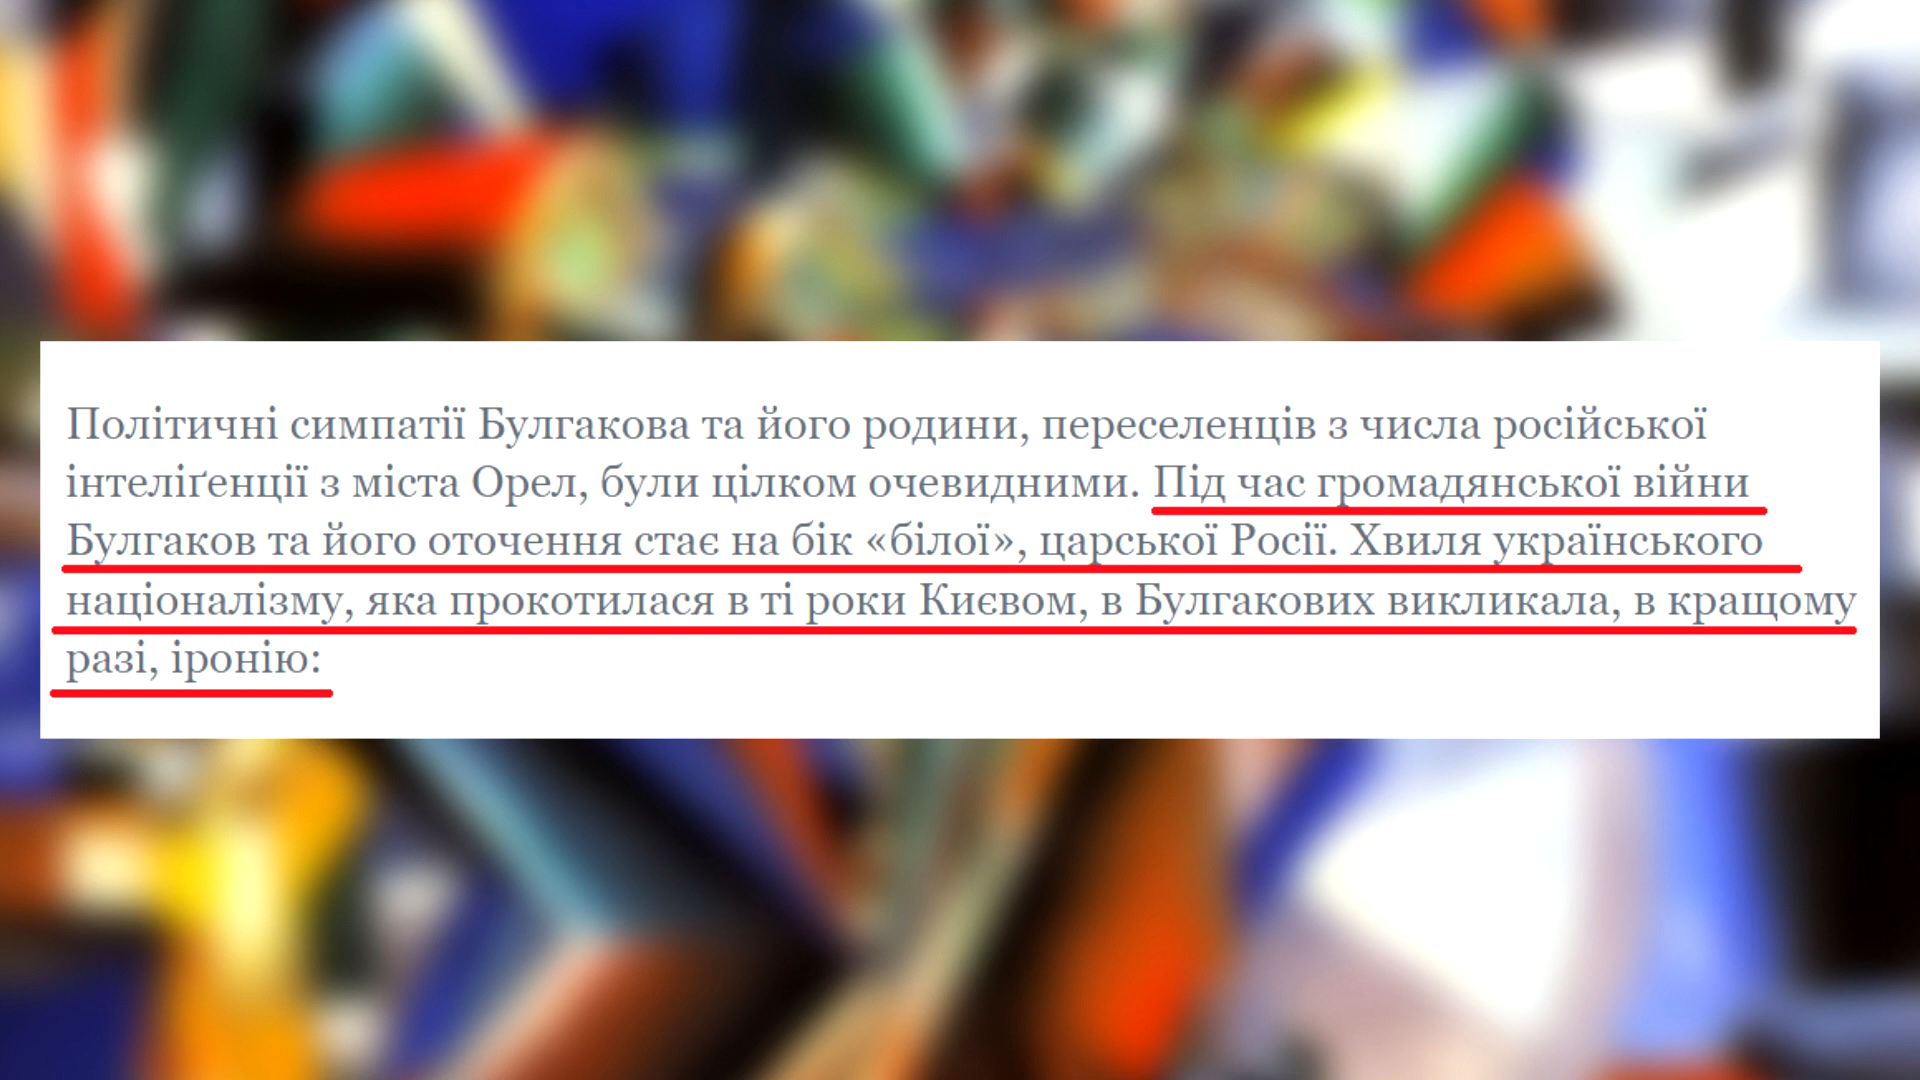 Політичні симпатії Булгакова та його родини, переселенців з числа російської
інтеліґенції з міста Орел, були цілком очевидними. Під час громадянської війни
Булгаков та його оточення стає на бік «білої», царської Росії. Хвиля українського
націоналізму, яка прокотилася в ті роки Києвом, в Булгакових викликала, в кращому
разі, іронію: